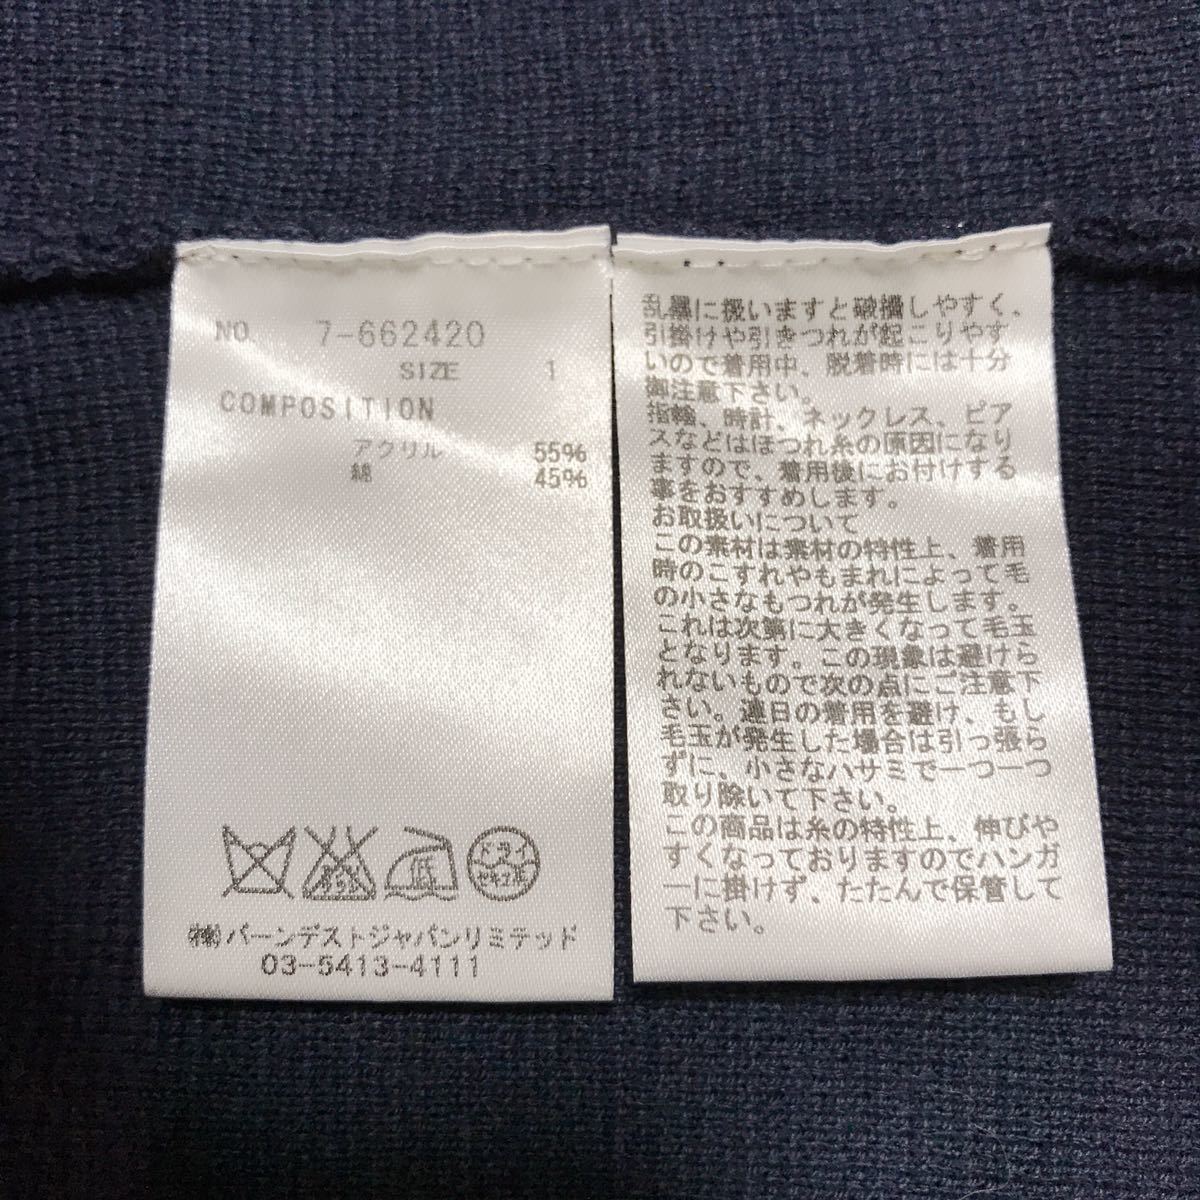 NO 7-662420
SIZE 1
COMPOSITION
アクリル 55%
綿 45%
エンソサラシ
低
ドライ
セキユ系
㈱バーンデストジャパンリミテッド
03-5413-4111
乱暴に扱いますと破損しやすく、
引掛けや引きつれが起こりやす
いので着用中、脱着時には十分
御注意下さい。
指輪、時計、ネックレス、ピア
スなどはほつれ糸の原因になり
ますので、着用後にお付けする
事をおすすめします。
お取扱いについて
この素材は素材の特性上、着用
時のこすれやもまれによって毛
の小さなもつれが発生します。
これは次第に大きくなって毛玉
となります。この現象は避けら
れないもので次の点にご注意下
さい。連日の着用を避け、もし
毛玉が発生した場合は引っ張ら
ずに、小さなハサミで一つ一つ
取り除いて下さい。
この商品は糸の特性上、伸びや
すくなっておりますのでハンガ
ーに掛けず、たたんで保管して
下さい。